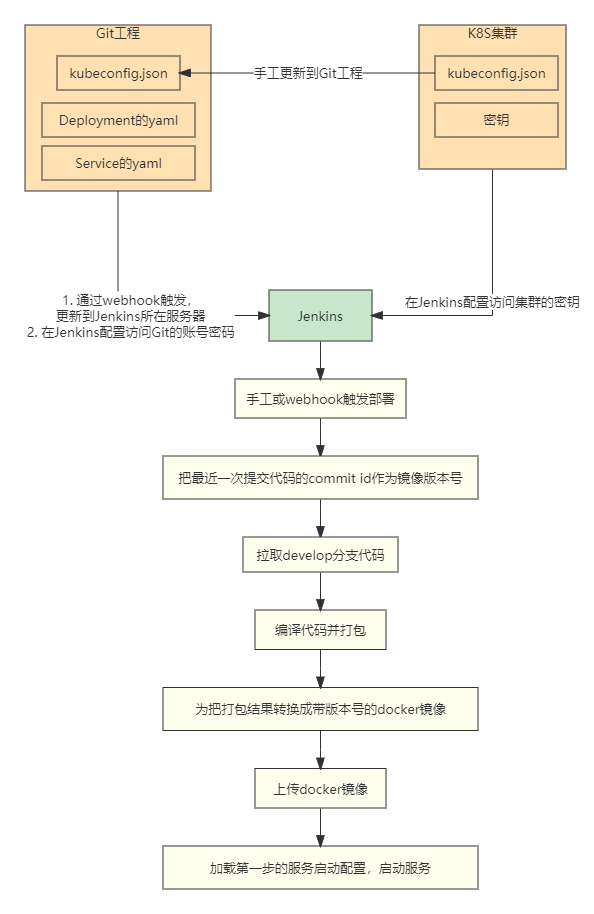 Git工程
kubeconfig.json
Deployment的yaml
Service的yaml
手工更新到Git工程
K8S集群
kubeconfig.json
密钥
1. 通过webhook触发，
更新到Jenkins所在服务器
2. 在Jenkins配置访问Git的账号密码
Jenkins
在Jenkins配置访问集群的密钥
手工或webhook触发部署
把最近一次提交代码的commit id作为镜像版本号
拉取develop分支代码
编译代码并打包
为把打包结果转换成带版本号的docker镜像
上传docker镜像
加载第一步的服务启动配置，启动服务